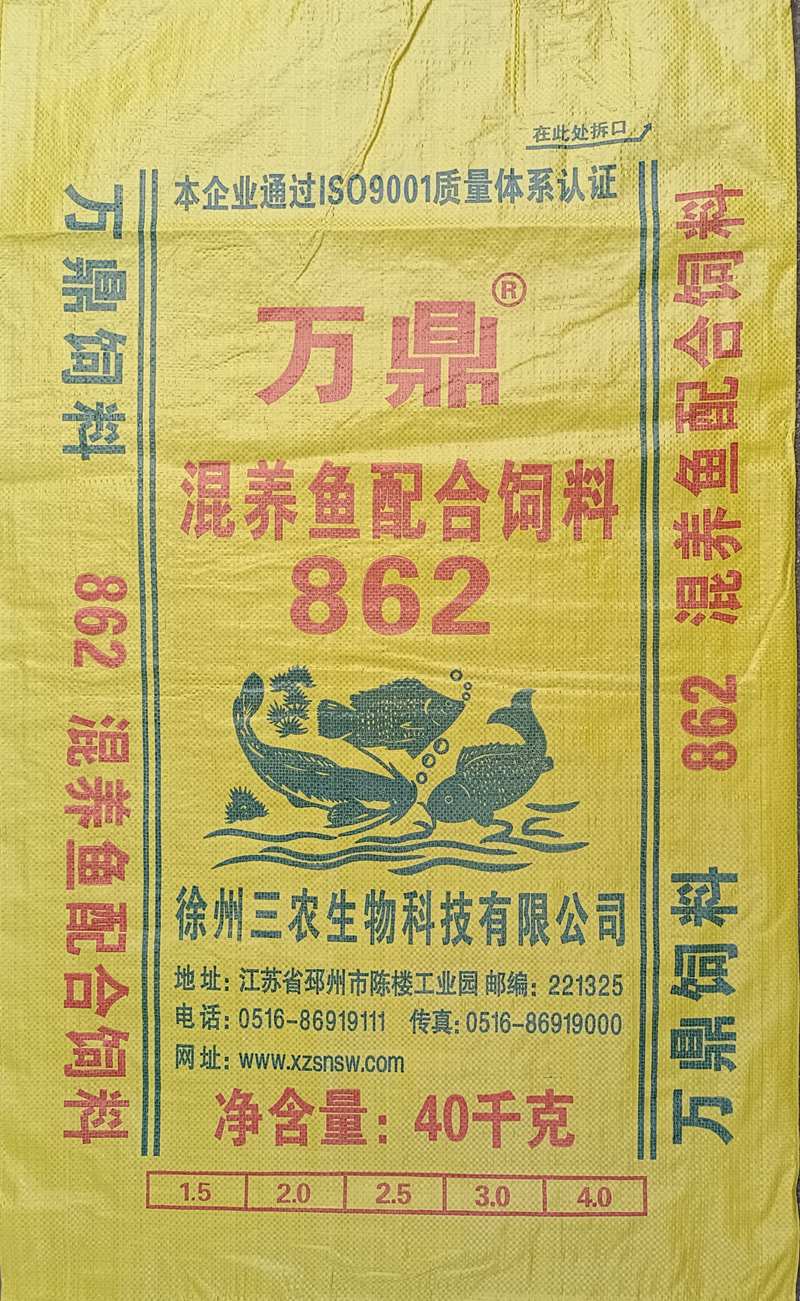 在此处拆口
本企业通过ISO9001质量体系认证
万鼎®
混养鱼配合饲料
862
徐州三农生物科技有限公司
地址：江苏省邳州市陈楼工业园 邮编：221325
电话：0516-86919111 传真：0516-86919000
网址：www.xzsnsw.com
净含量：40千克
1.5 2.0 2.5 3.0 4.0
万鼎饲料 862 混养鱼配合饲料
万鼎饲料 862 混养鱼配合饲料